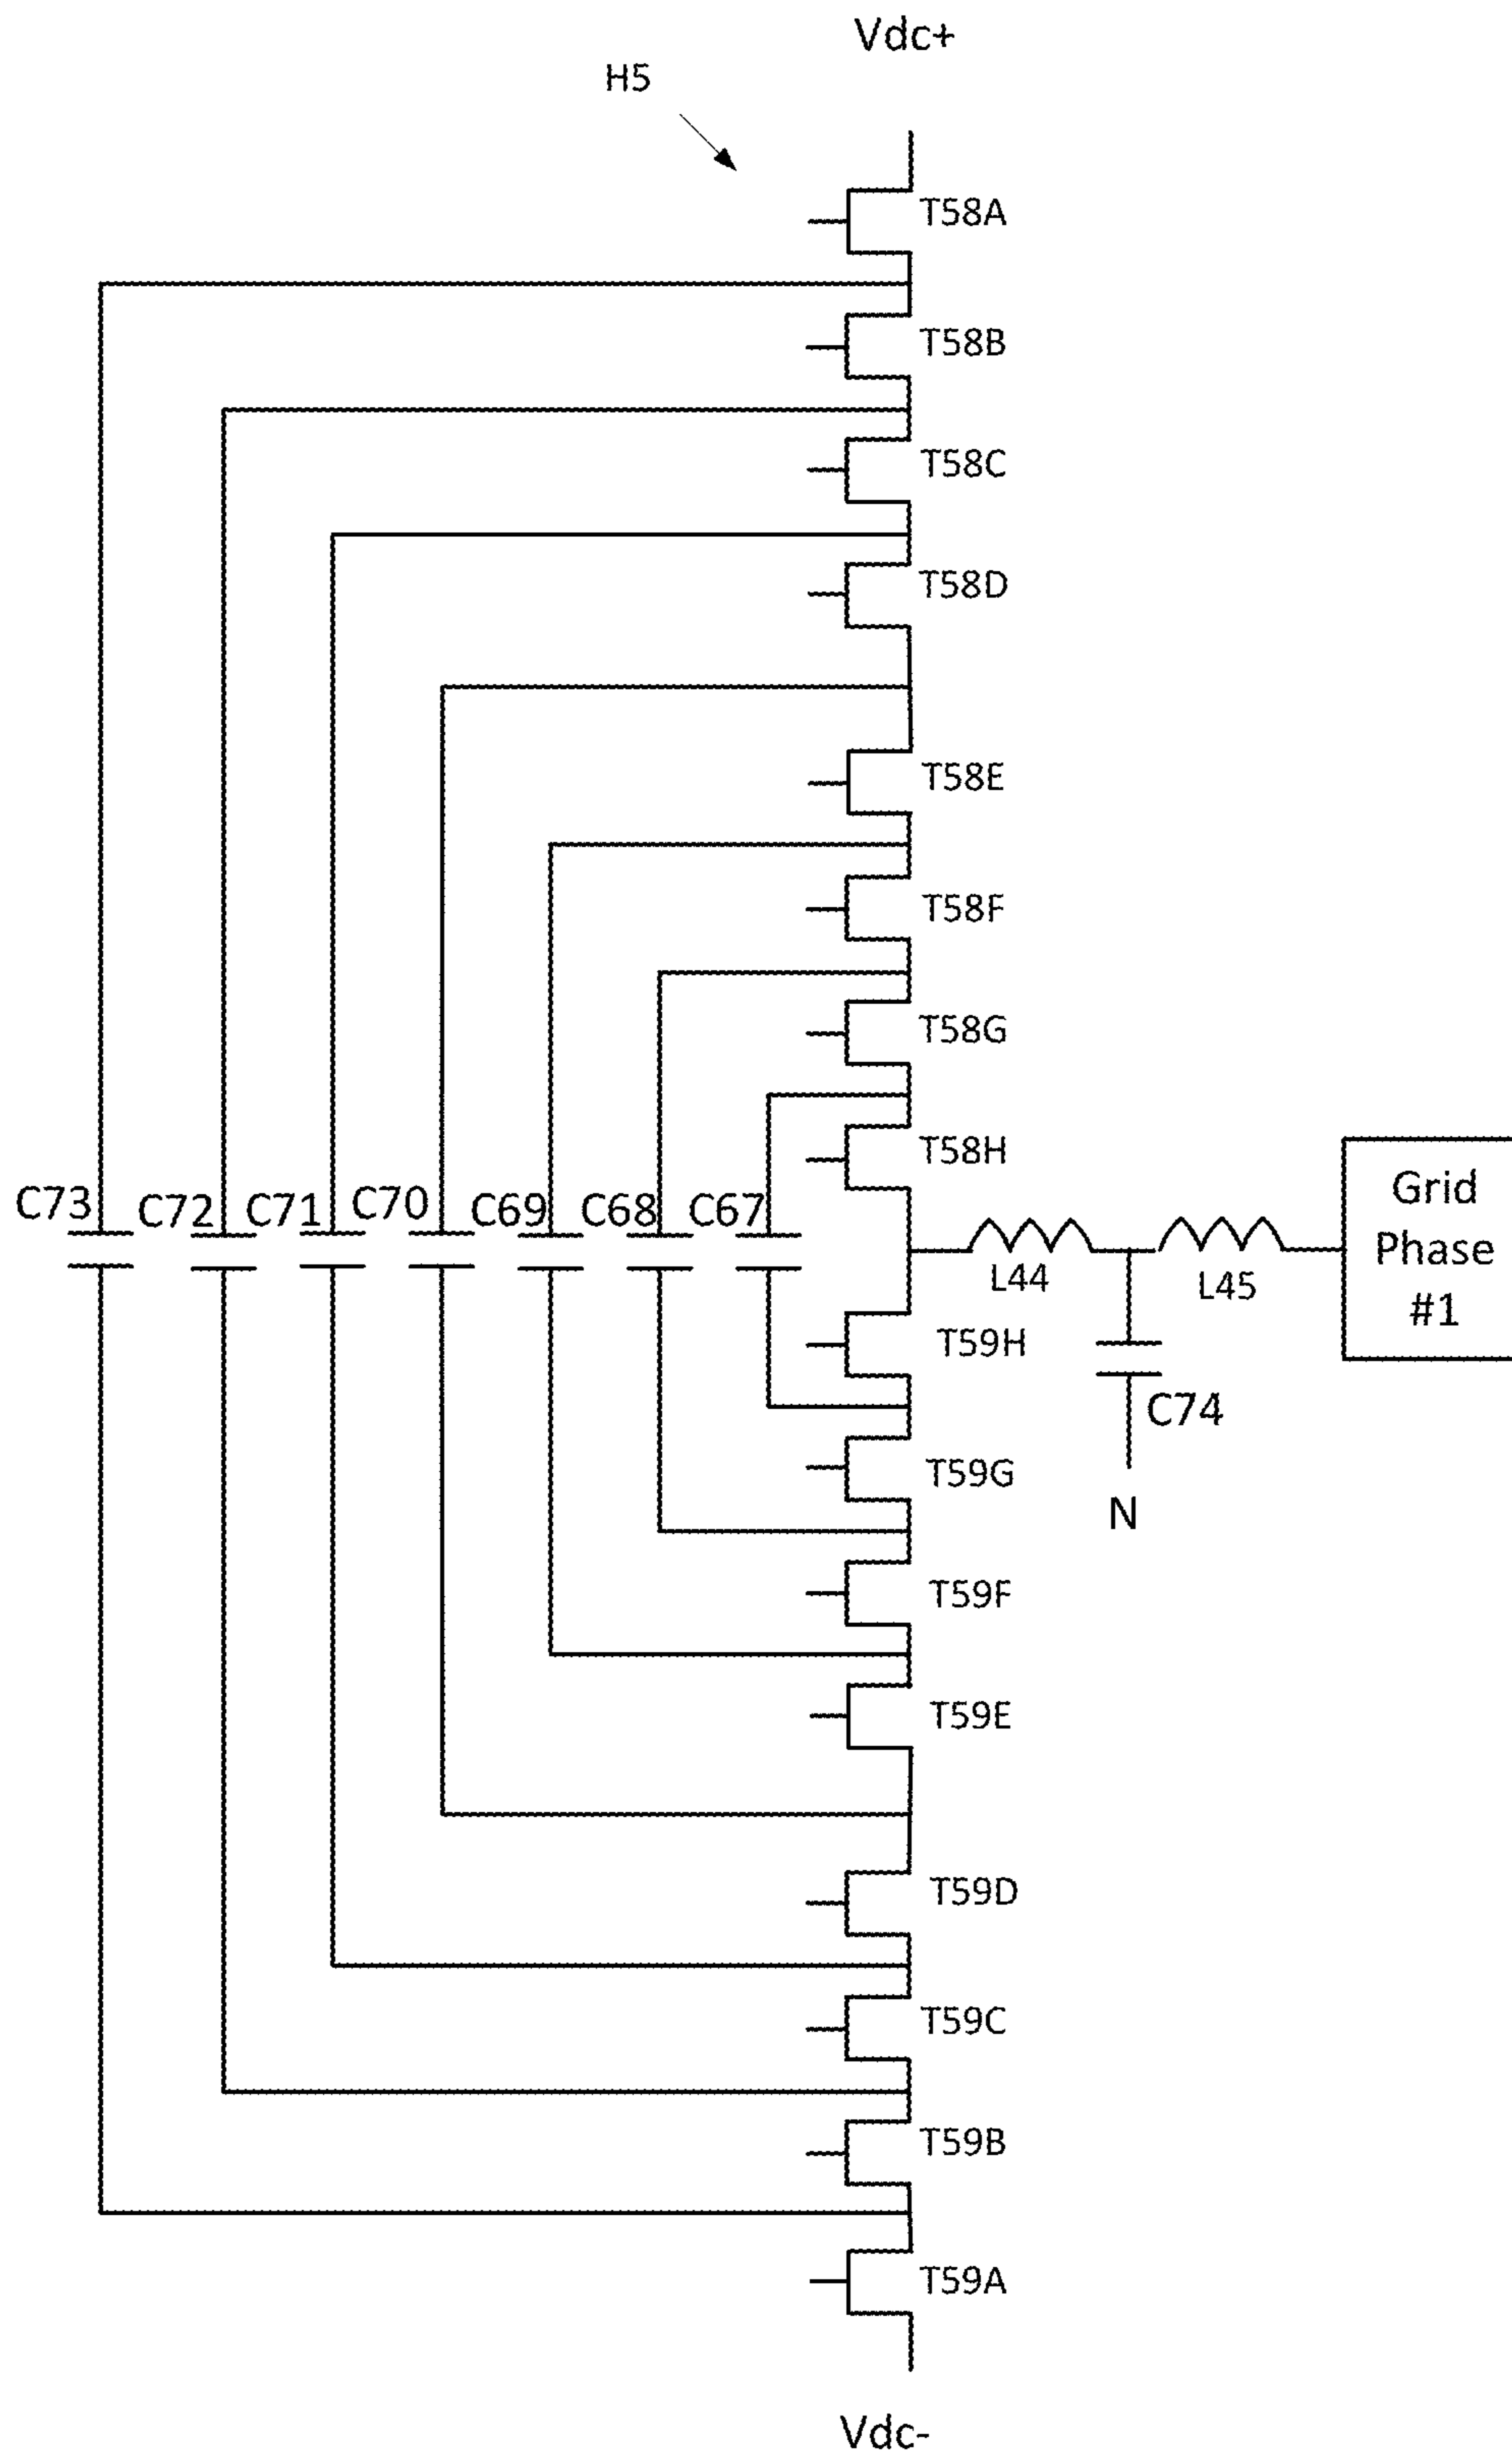 Vdc+
H5
T58A
T58B
T58C
T58D
T58E
T58F
T58G
T58H
C73
C72
C71
C70
C69
C68
C67
L44
L45
Grid
Phase
#1
T59H
C74
T59G
N
T59F
T59E
T59D
T59C
T59B
T59A
Vdc-